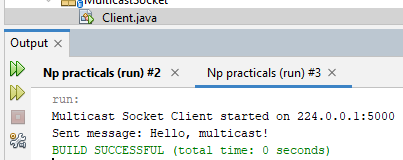 MulticastSocket
Client.java
Output
Np practicals (run) #2
Np practicals (run) #3
run:
Multicast Socket Client started on 224.0.0.1:5000
Sent message: Hello, multicast!
BUILD SUCCESSFUL (total time: 0 seconds)